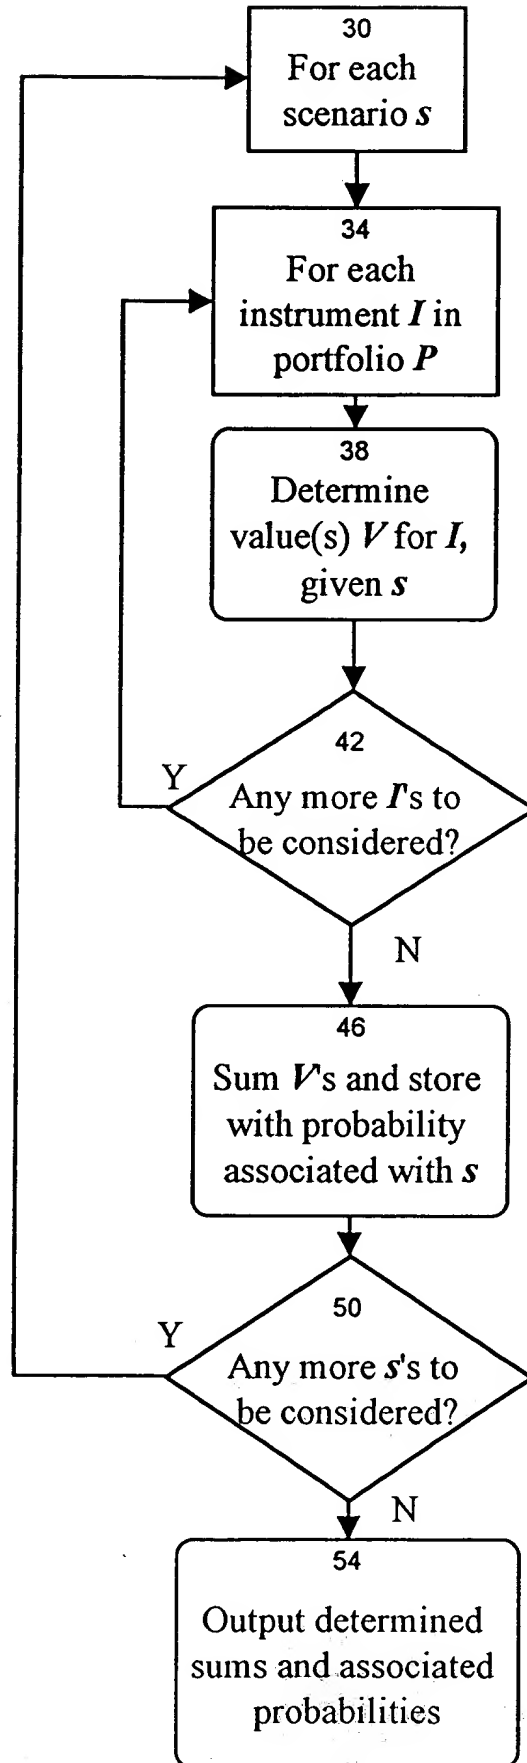 30
For each
scenario s
34
For each
instrument I in
portfolio P
38
Determine
value(s) V for I,
given s
42
Y
Any more I's to
be considered?
N
46
Sum V's and store
with probability
associated with s
50
Y
Any more s's to
be considered?
N
54
Output determined
sums and associated
probabilities